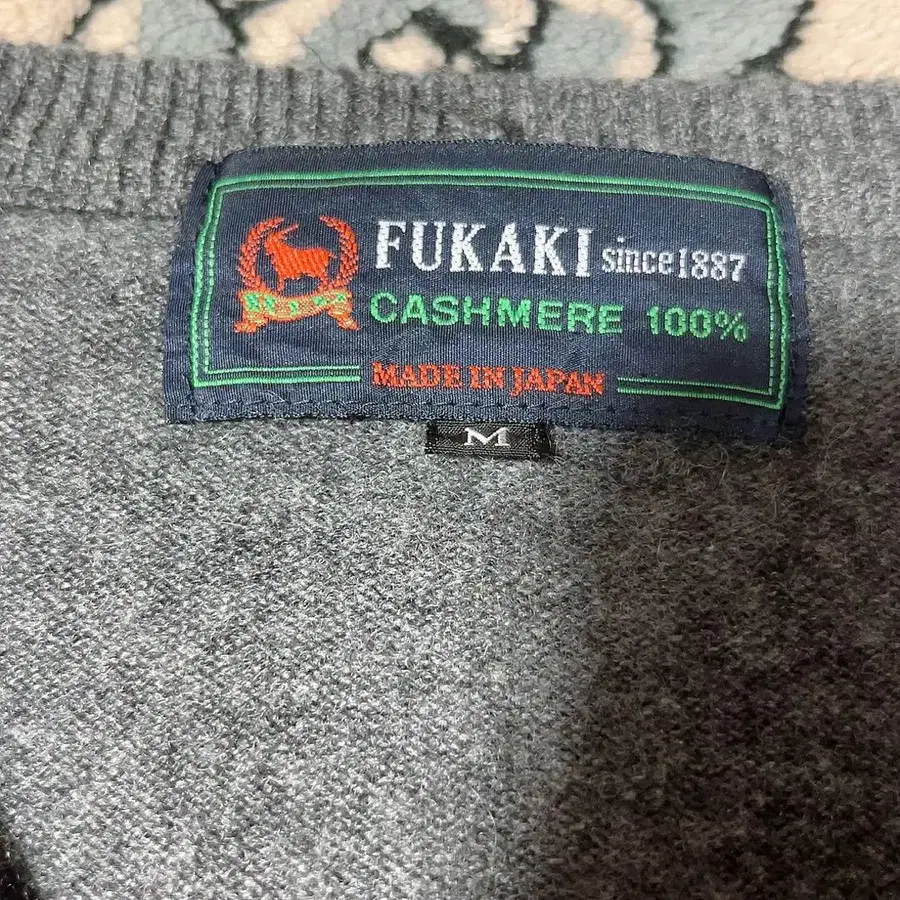 FUKAKI since1887
CASHMERE 100%
MADE IN JAPAN
M